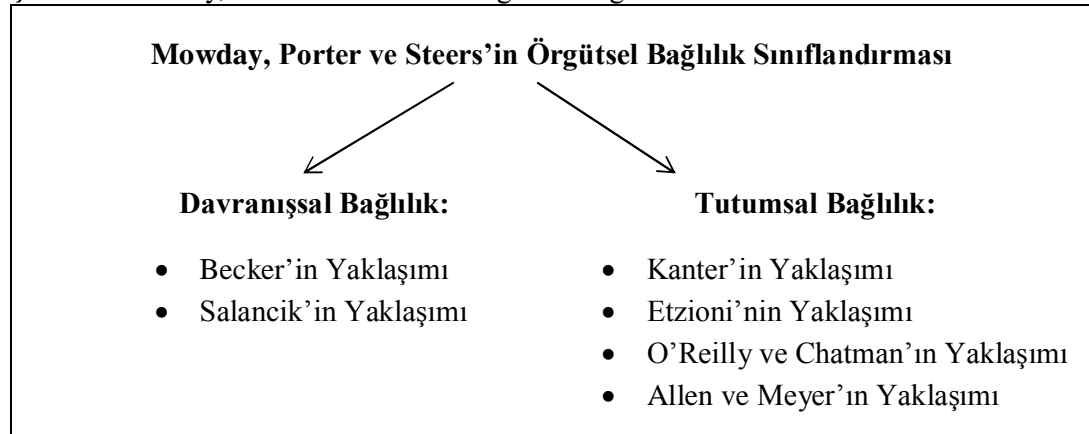 Mowday, Porter ve Steers’in Örgütsel Bağlılık Sınıflandırması
Davranışsal Bağlılık:
• Becker’in Yaklaşımı
• Salancik’in Yaklaşımı
Tutumsal Bağlılık:
• Kanter’in Yaklaşımı
• Etzioni’nin Yaklaşımı
• O’Reilly ve Chatman’ın Yaklaşımı
• Allen ve Meyer’ın Yaklaşımı